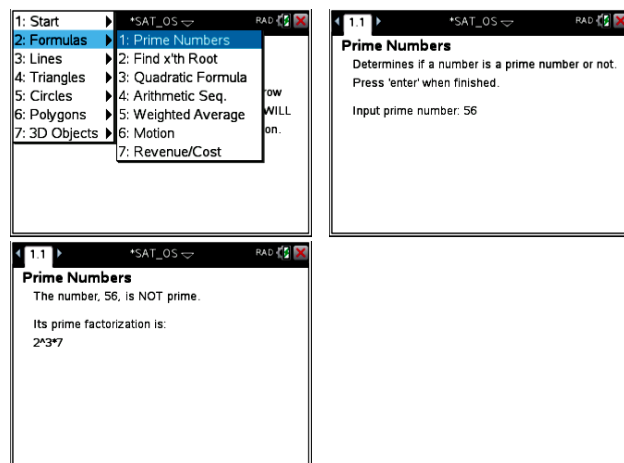 1: Start
2: Formulas
3: Lines
4: Triangles
5: Circles
6: Polygons
7: 3D Objects
*SAT_OS
RAD
1: Prime Numbers
2: Find x'th Root
3: Quadratic Formula
4: Arithmetic Seq.
5: Weighted Average
6: Motion
7: Revenue/Cost
row
WILL
on.
1.1
*SAT_OS
RAD
Prime Numbers
Determines if a number is a prime number or not.
Press 'enter' when finished.
Input prime number: 56
1.1
*SAT_OS
RAD
Prime Numbers
The number, 56, is NOT prime.
Its prime factorization is:
2^3*7